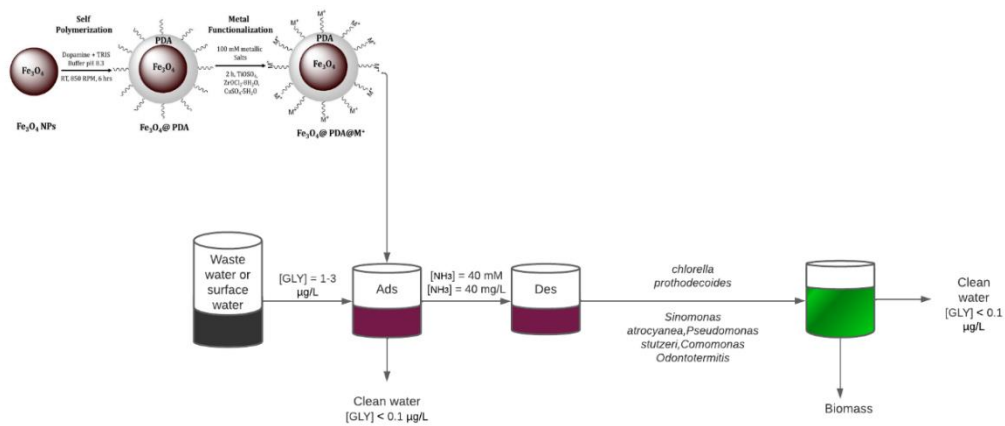 Self
Polymerization
Metal
Functionalization
Fe₃O₄
Dopamine + TRIS
Buffer pH 8.3
RT, 850 RPM, 6 hrs
PDA
Fe₃O₄
100 mM metallic
Salts
2 h, TiOSO₄,
ZrOCl₂·8H₂O,
CuSO₄·5H₂O
M⁺
M⁺
M⁺
M⁺
M⁺
M⁺
M⁺
M⁺
PDA
Fe₃O₄
Fe₃O₄ NPs
Fe₃O₄@ PDA
Fe₃O₄@ PDA@M⁺
Waste
water or
surface
water
[GLY] = 1-3
µg/L
Ads
[NH3] = 40 mM
[NH3] = 40 mg/L
Des
chlorella
prothodecoides
Sinomonas
atrocyanea,Pseudomonas
stutzeri,Comomonas
Odontotermitis
Clean
water
[GLY] < 0.1
µg/L
Clean water
[GLY] < 0.1 µg/L
Biomass